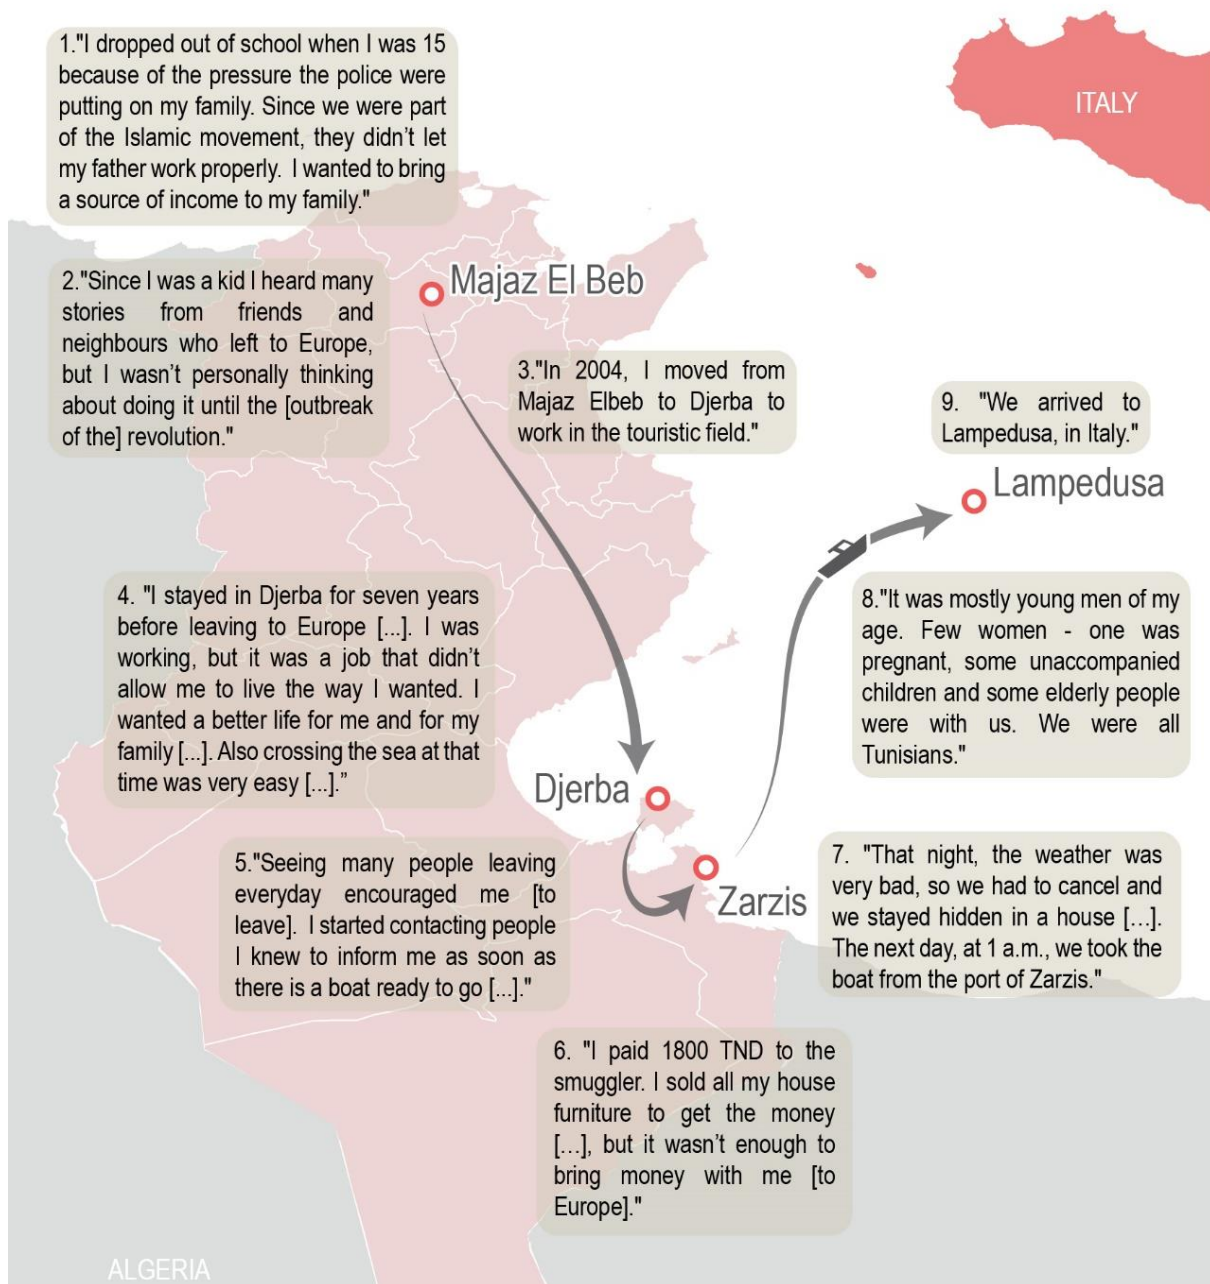 1."I dropped out of school when I was 15
because of the pressure the police were
putting on my family. Since we were part
of the Islamic movement, they didn't let
my father work properly. I wanted to bring
a source of income to my family."
ITALY
2."Since I was a kid I heard many
stories from friends and
neighbours who left to Europe,
but I wasn't personally thinking
about doing it until the [outbreak
of the] revolution."
Majaz El Beb
3."In 2004, I moved from
Majaz Elbeb to Djerba to
work in the touristic field."
9. "We arrived to
Lampedusa, in Italy."
Lampedusa
4. "I stayed in Djerba for seven years
before leaving to Europe [...]. I was
working, but it was a job that didn't
allow me to live the way I wanted. I
wanted a better life for me and for my
family [...]. Also crossing the sea at that
time was very easy [...].”
8."It was mostly young men of my
age. Few women - one was
pregnant, some unaccompanied
children and some elderly people
were with us. We were all
Tunisians."
Djerba
5."Seeing many people leaving
everyday encouraged me [to
leave]. I started contacting people
I knew to inform me as soon as
there is a boat ready to go [...]."
Zarzis
7. "That night, the weather was
very bad, so we had to cancel and
we stayed hidden in a house […].
The next day, at 1 a.m., we took the
boat from the port of Zarzis."
6. "I paid 1800 TND to the
smuggler. I sold all my house
furniture to get the money
[…], but it wasn't enough to
bring money with me [to
Europe]."
ALGERIA